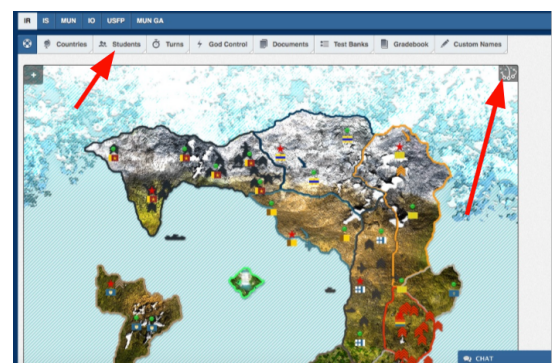 IR IS MUN IO USFP MUN GA
Countries Students Turns God Control Documents Test Banks Gradebook Custom Names
+
CHAT